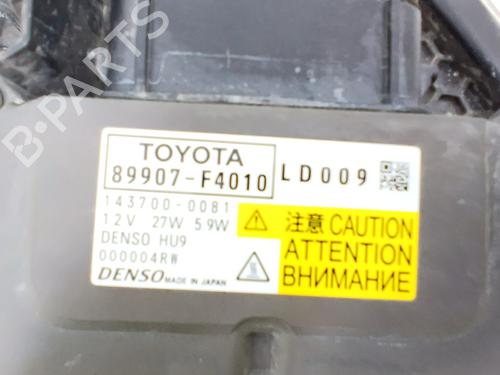 B-PARTS
TOYOTA
89907-F4010
LD009
143700-0081
12V 27W 5.9W
DENSO HU9
000004RW
DENSO MADE IN JAPAN
注意 CAUTION
ATTENTION
ВНИМАНИЕ